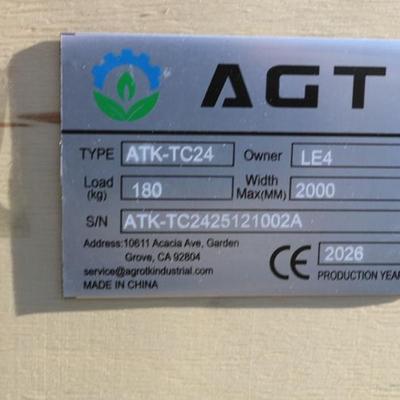 AGT
TYPE ATK-TC24 Owner LE4
Load (kg) 180 Width Max(MM) 2000
S/N ATK-TC2425121002A
Address:10611 Acacia Ave, Garden
Grove, CA 92804
service@agrotkindustrial.com
MADE IN CHINA
CE 2026
PRODUCTION YEAR